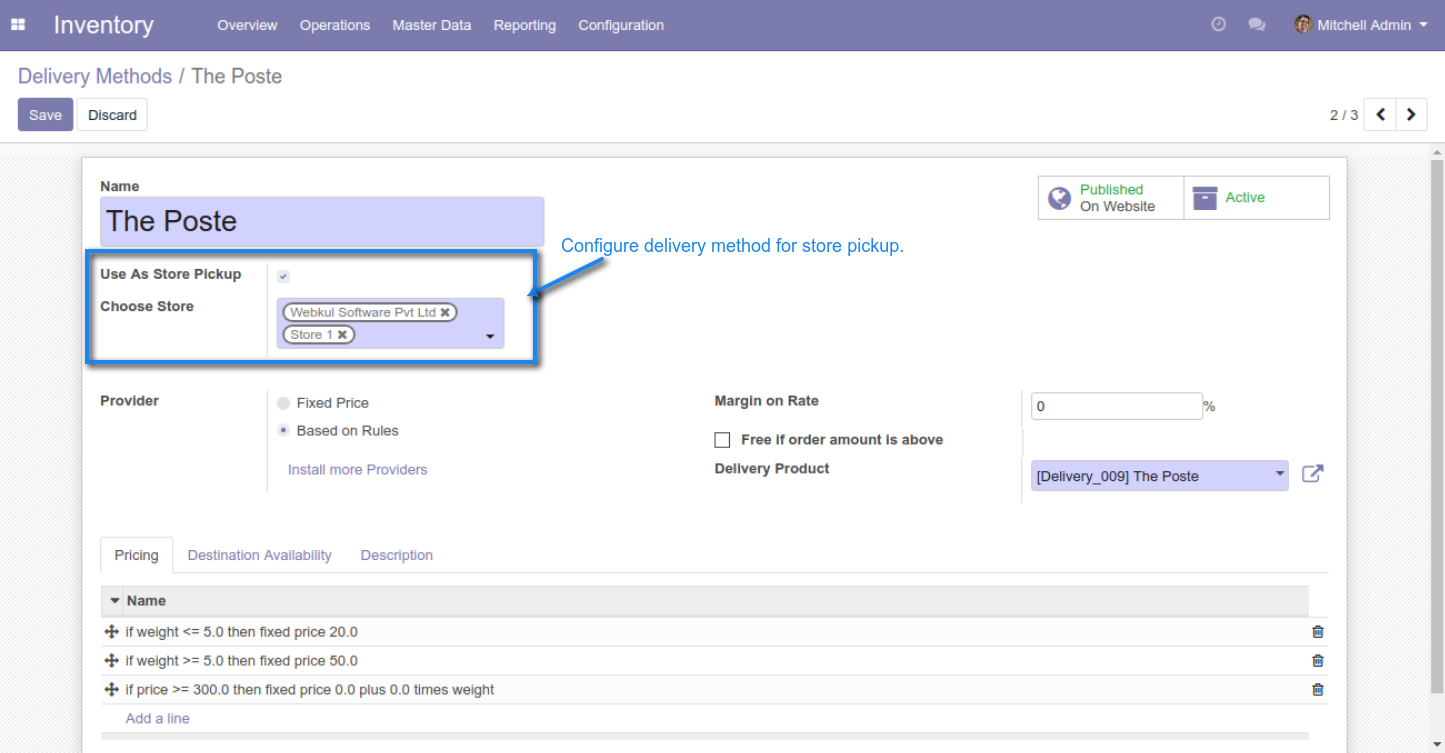 Inventory Overview Operations Master Data Reporting Configuration Mitchell Admin
Delivery Methods / The Poste
Save Discard 2 / 3
Name
The Poste
Published
On Website
Active
Configure delivery method for store pickup.
Use As Store Pickup
Choose Store
Webkul Software Pvt Ltd
Store 1
Provider
Fixed Price
Based on Rules
Install more Providers
Margin on Rate
0 %
Free if order amount is above
Delivery Product
[Delivery_009] The Poste
Pricing Destination Availability Description
Name
if weight <= 5.0 then fixed price 20.0
if weight >= 5.0 then fixed price 50.0
if price >= 300.0 then fixed price 0.0 plus 0.0 times weight
Add a line